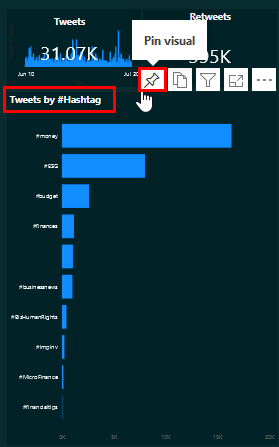 Tweets
Retweets
31.07K
Pin visual
Jun 10
Jul 20
Tweets by #Hashtag
#money
#ESG
#budget
#finances
#businessnews
#BizHumanRights
#impinv
#MicroFinance
#financialtips
0K 5K 10K 15K 20K